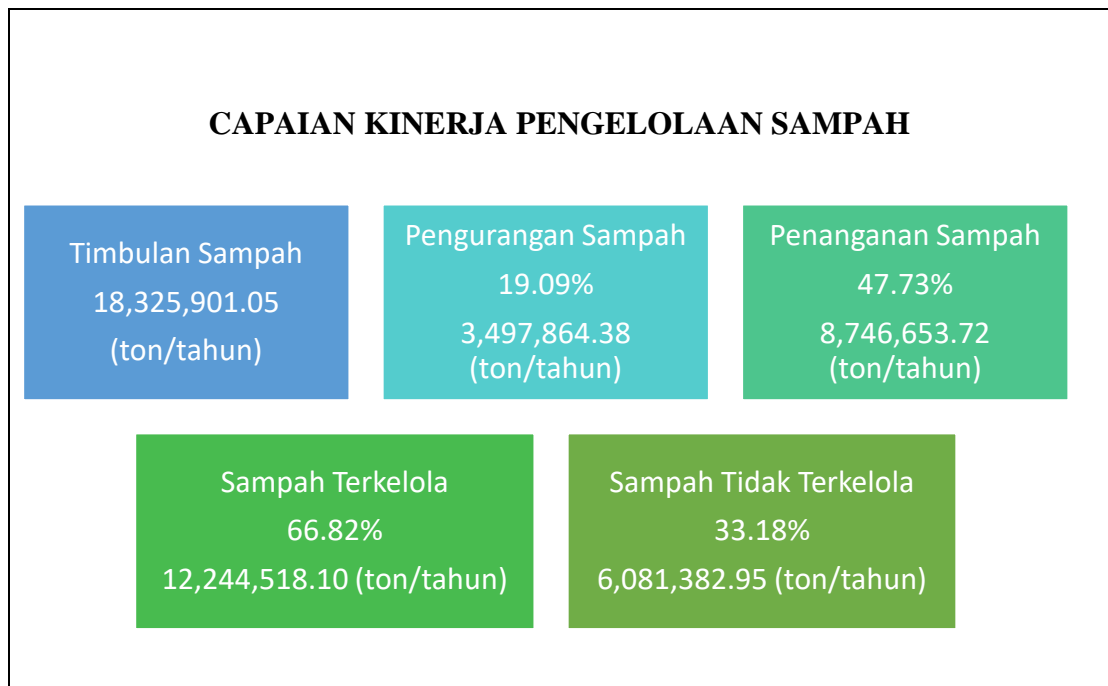 CAPAIAN KINERJA PENGELOLAAN SAMPAH
Timbulan Sampah
18,325,901.05
(ton/tahun)
Pengurangan Sampah
19.09%
3,497,864.38
(ton/tahun)
Penanganan Sampah
47.73%
8,746,653.72
(ton/tahun)
Sampah Terkelola
66.82%
12,244,518.10 (ton/tahun)
Sampah Tidak Terkelola
33.18%
6,081,382.95 (ton/tahun)